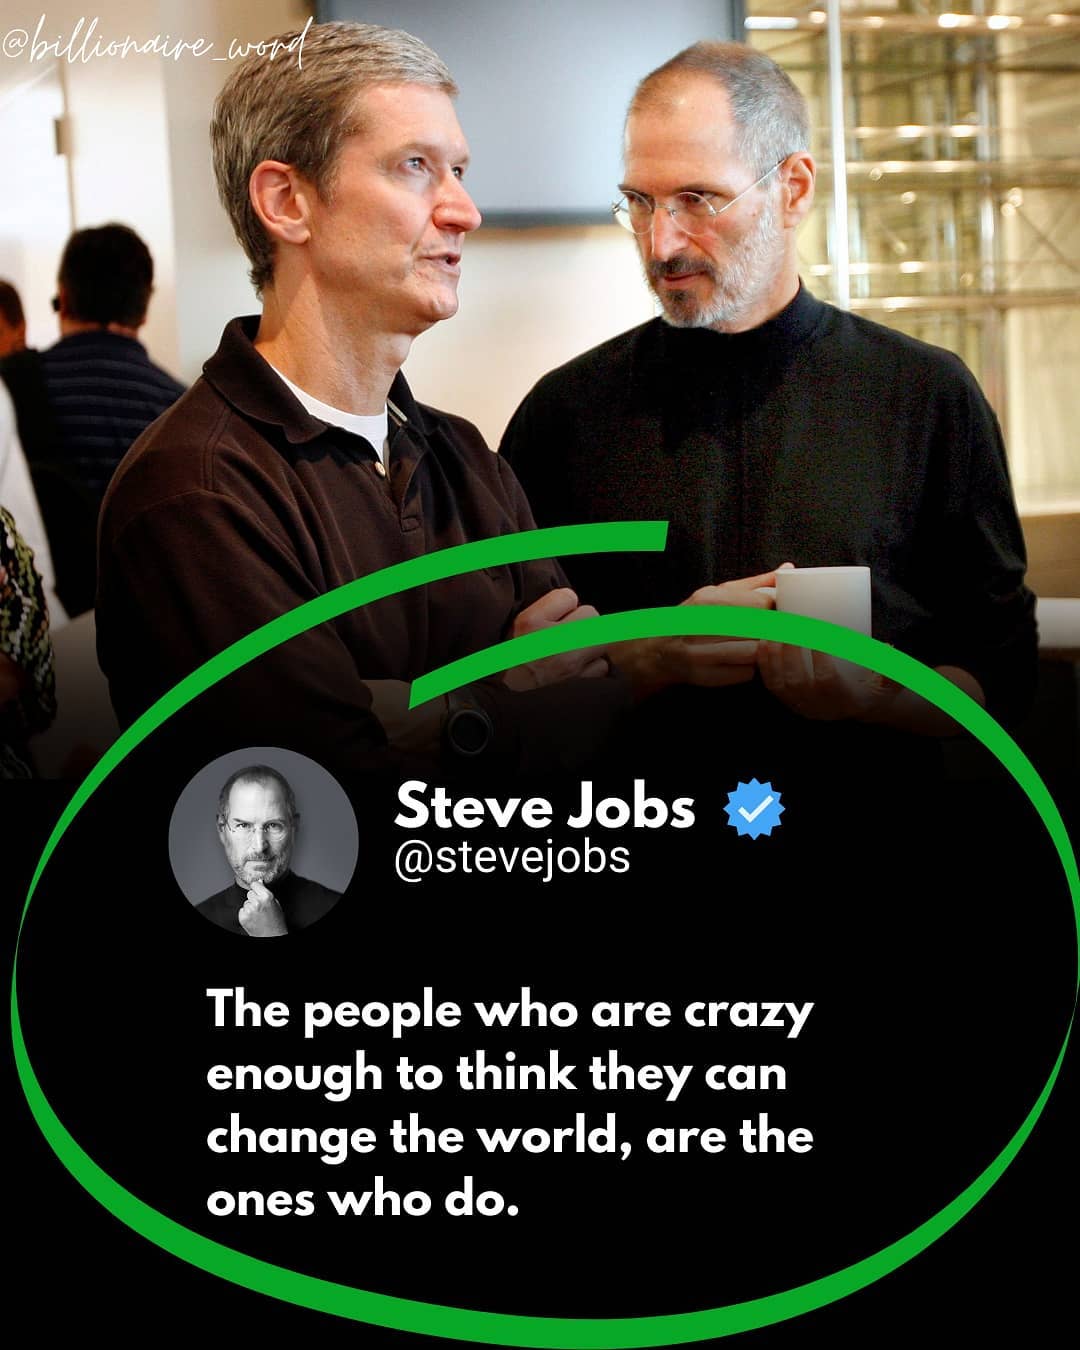 @billionaire_word
Steve Jobs
@stevejobs
The people who are crazy
enough to think they can
change the world, are the
ones who do.